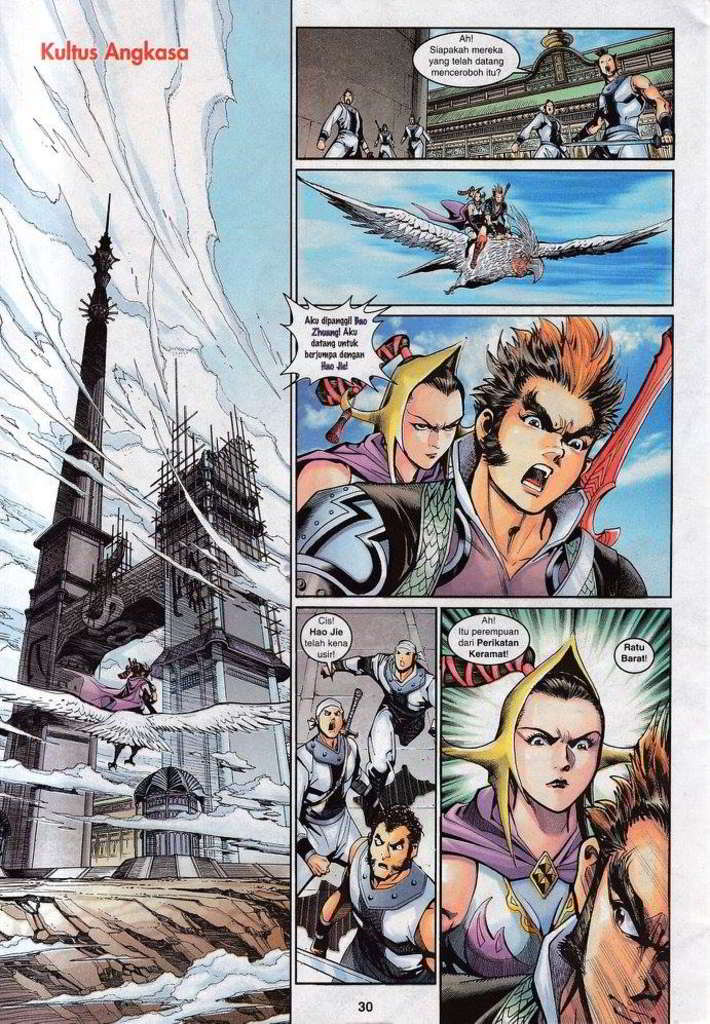 Kultus Angkasa
Ah!
Siapakah mereka
yang telah datang
menceroboh itu?
Aku dipanggil Hao
Zhuang! Aku
datang untuk
berjumpa dengan
Hao Jie!
Cis!
Hao Jie
telah kena
usir!
Ah!
Itu perempuan
dari Perikatan
Keramat!
Ratu
Barat!
30